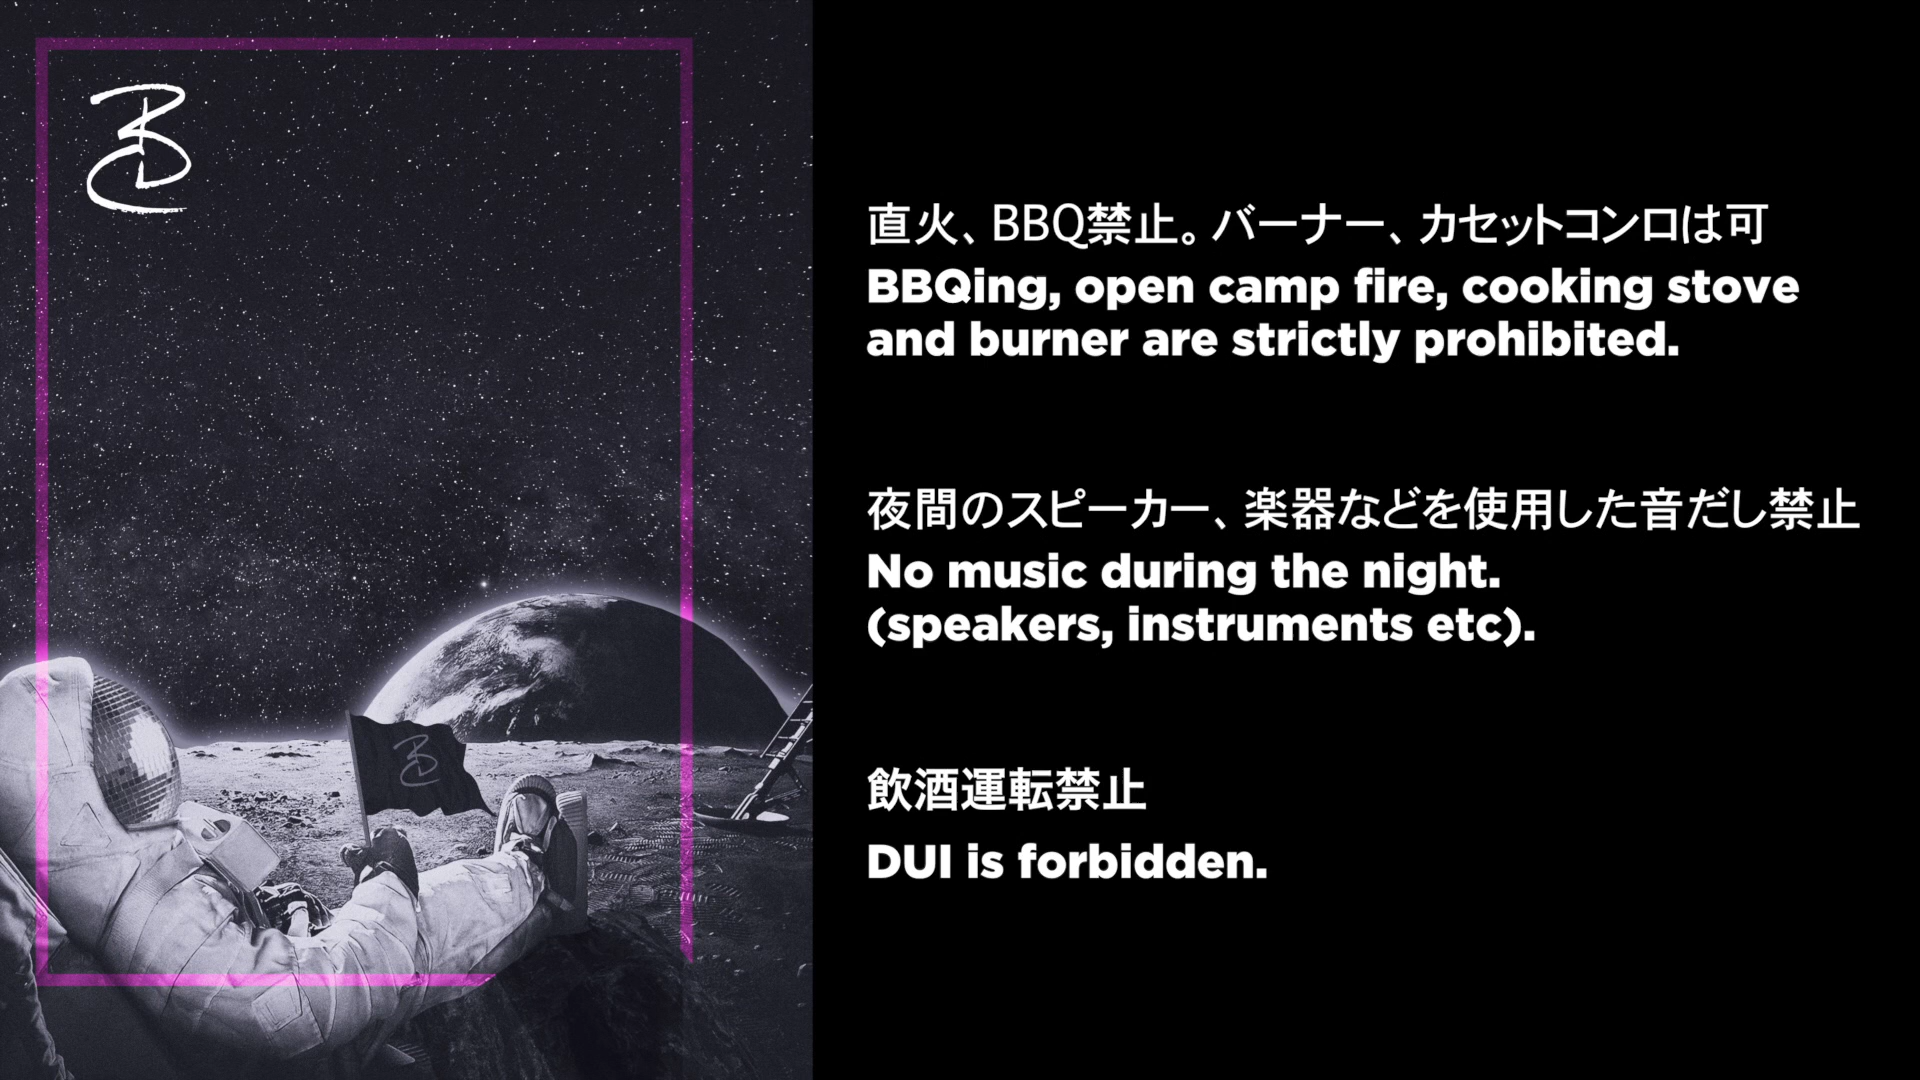 直火、BBQ禁止。バーナー、カセットコンロは可
BBQing, open camp fire, cooking stove
and burner are strictly prohibited.
夜間のスピーカー、楽器などを使用した音だし禁止
No music during the night.
(speakers, instruments etc).
飲酒運転禁止
DUI is forbidden.